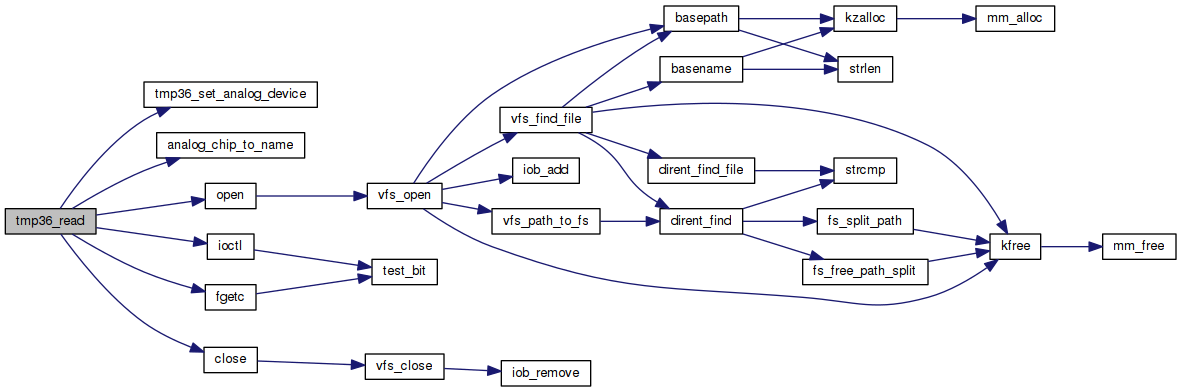 tmp36_read
tmp36_set_analog_device
analog_chip_to_name
open
ioctl
fgetc
close
vfs_open
test_bit
vfs_close
vfs_find_file
iob_add
vfs_path_to_fs
iob_remove
basepath
basename
dirent_find_file
dirent_find
kzalloc
strlen
strcmp
fs_split_path
fs_free_path_split
mm_alloc
kfree
mm_free